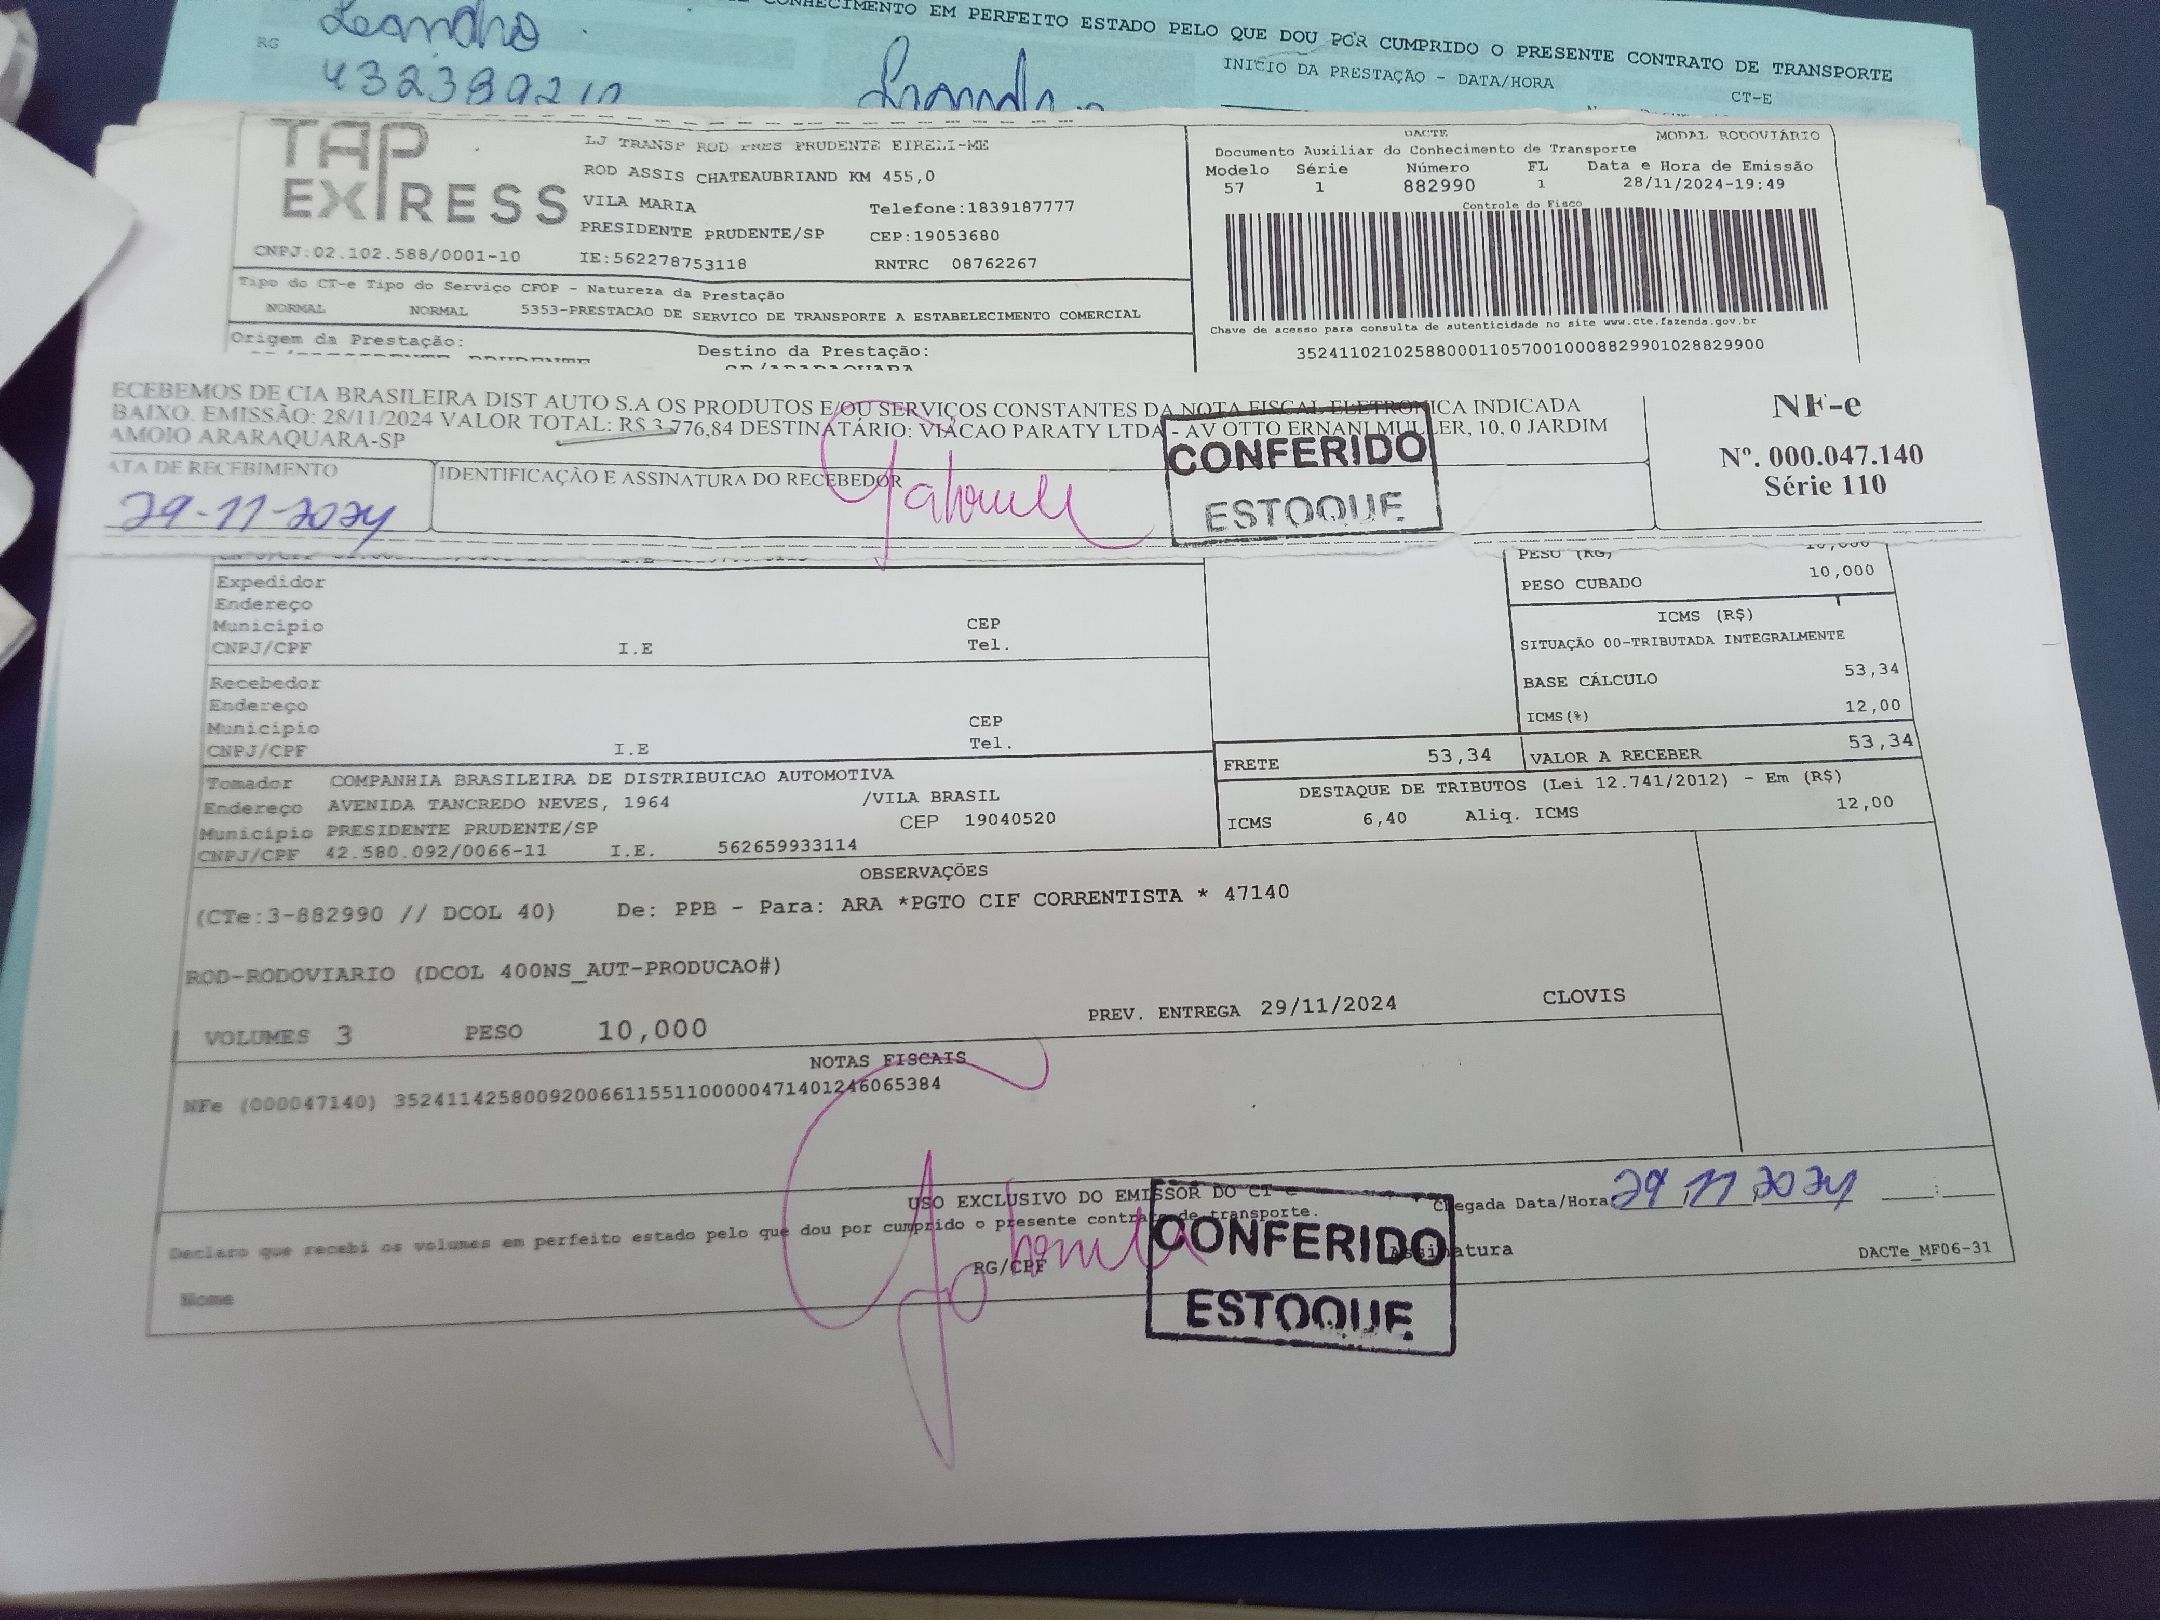 CONHECIMENTO EM PERFEITO ESTADO PELO QUE DOU POR CUMPRIDO O PRESENTE CONTRATO DE TRANSPORTE
RG Leandro
INICIO DA PRESTAÇÃO - DATA/HORA
CT-E
Leandro
TAP EXPRESS
LJ TRANSP ROD PRES PRUDENTE EIRELI-ME
ROD ASSIS CHATEAUBRIAND KM 455,0
VILA MARIA Telefone:1839187777
PRESIDENTE PRUDENTE/SP CEP:19053680
CNPJ:02.102.588/0001-10 IE:562278753118 RNTRC 08762267
DACTE MODAL RODOVIÁRIO
Documento Auxiliar do Conhecimento de Transporte
Modelo Série Número FL Data e Hora de Emissão
57 1 882990 1 28/11/2024-19:49
Controle do Fisco
Chave de acesso para consulta de autenticidade no site www.cte.fazenda.gov.br
35241102102588000110570010008829901028829900
Tipo do CT-e Tipo do Serviço CFOP - Natureza da Prestação
NORMAL NORMAL 5353-PRESTACAO DE SERVICO DE TRANSPORTE A ESTABELECIMENTO COMERCIAL
Origem da Prestação: Destino da Prestação:
ECEBEMOS DE CIA BRASILEIRA DIST AUTO S.A OS PRODUTOS E/OU SERVIÇOS CONSTANTES DA NOTA FISCAL ELETRONICA INDICADA
BAIXO. EMISSÃO: 28/11/2024 VALOR TOTAL: R$ 3.776,84 DESTINATÁRIO: VIACAO PARATY LTDA - AV OTTO ERNANI MULLER, 10, 0 JARDIM
AMOIO ARARAQUARA-SP
ATA DE RECEBIMENTO IDENTIFICAÇÃO E ASSINATURA DO RECEBEDOR
29-11-2024
CONFERIDO
ESTOQUE
NF-e
Nº. 000.047.140
Série 110
PESO (KG) 10,000
PESO CUBADO 10,000
Expedidor
Endereço
Município CEP
CNPJ/CPF I.E Tel.
Recebedor
Endereço
Município CEP
CNPJ/CPF I.E Tel.
ICMS (R$)
SITUAÇÃO 00-TRIBUTADA INTEGRALMENTE
BASE CÁLCULO 53,34
ICMS(%) 12,00
FRETE 53,34 VALOR A RECEBER 53,34
Tomador COMPANHIA BRASILEIRA DE DISTRIBUICAO AUTOMOTIVA
Endereço AVENIDA TANCREDO NEVES, 1964 /VILA BRASIL
Município PRESIDENTE PRUDENTE/SP CEP 19040520
CNPJ/CPF 42.580.092/0066-11 I.E. 562659933114
DESTAQUE DE TRIBUTOS (Lei 12.741/2012) - Em (R$)
ICMS 6,40 Aliq. ICMS 12,00
OBSERVAÇÕES
(CTe:3-882990 // DCOL 40) De: PPB - Para: ARA *PGTO CIF CORRENTISTA * 47140
ROD-RODOVIARIO (DCOL 400NS_AUT-PRODUCAO#)
VOLUMES 3 PESO 10,000 PREV. ENTREGA 29/11/2024 CLOVIS
NOTAS FISCAIS
NFe (000047140) 35241142580092006611551100000471401246065384
USO EXCLUSIVO DO EMISSOR DO CT-e
Declaro que recebi os volumes em perfeito estado pelo que dou por cumprido o presente contrato de transporte.
Chegada Data/Hora 29 11 2024 :
Nome RG/CPF Assinatura
CONFERIDO
ESTOQUE
DACTe_MF06-31